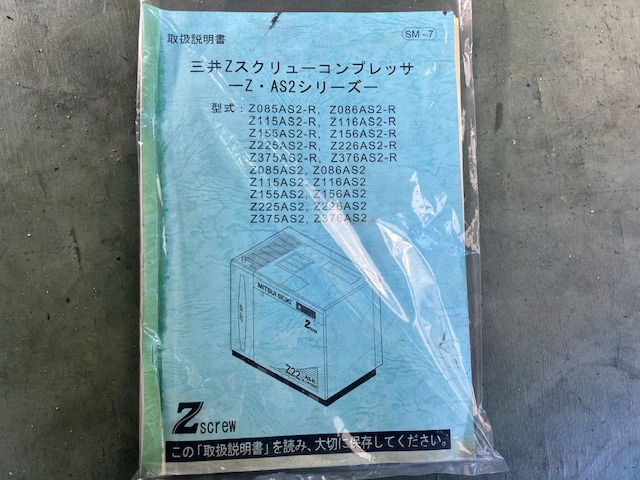 取扱説明書
SM-7
三井Zスクリューコンプレッサ
—Z・AS2シリーズ—
型式：Z085AS2-R, Z086AS2-R
Z115AS2-R, Z116AS2-R
Z155AS2-R, Z156AS2-R
Z225AS2-R, Z226AS2-R
Z375AS2-R, Z376AS2-R
Z085AS2, Z086AS2
Z115AS2, Z116AS2
Z155AS2, Z156AS2
Z225AS2, Z226AS2
Z375AS2, Z376AS2
MITSUI SEIKI
Zscrew
Z22 AS-R
Zscrew
この「取扱説明書」を読み、大切に保存してください。